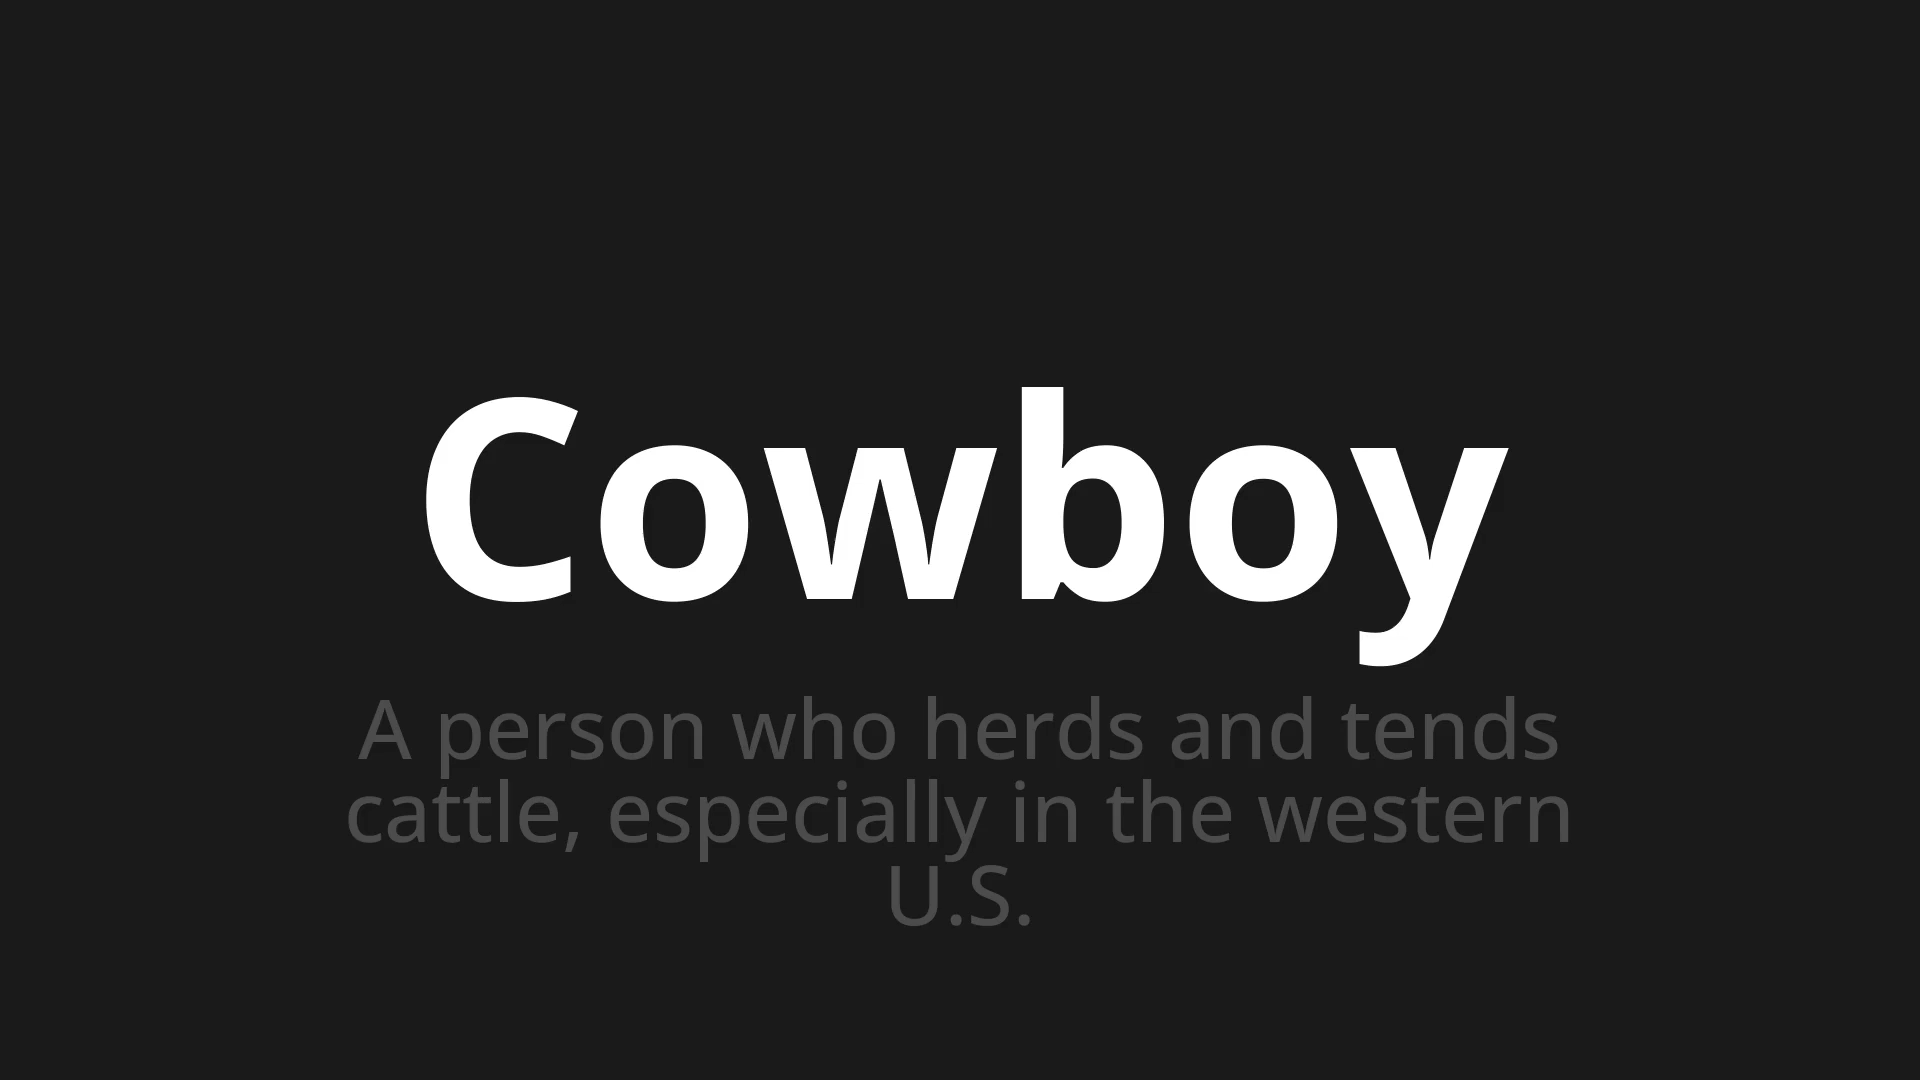 Cowboy
A person who herds and tends
cattle, especially in the western
U.S.